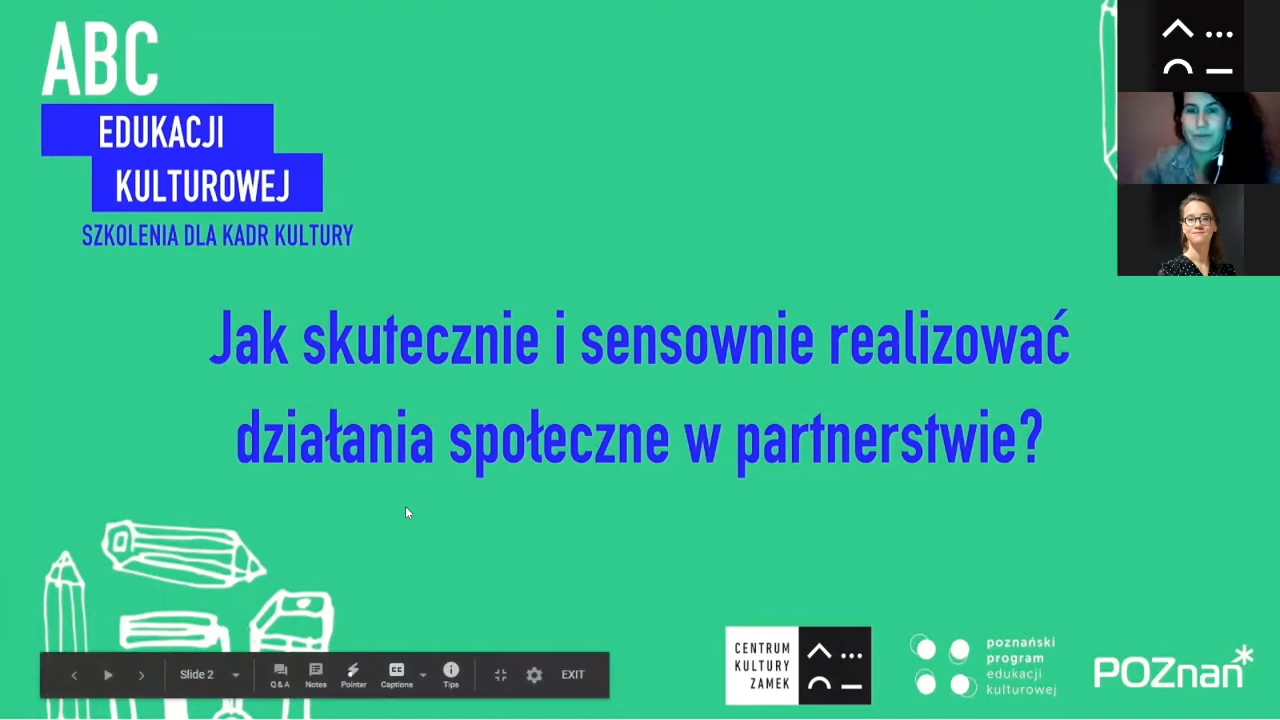 ABC
EDUKACJI
KULTUROWEJ
SZKOLENIA DLA KADR KULTURY
Jak skutecznie i sensownie realizować
działania społeczne w partnerstwie?
Slide 2
Q & A
Notes
Pointer
Captions
Tips
EXIT
CENTRUM
KULTURY
ZAMEK
poznański
program
edukacji
kulturowej
POZnan*